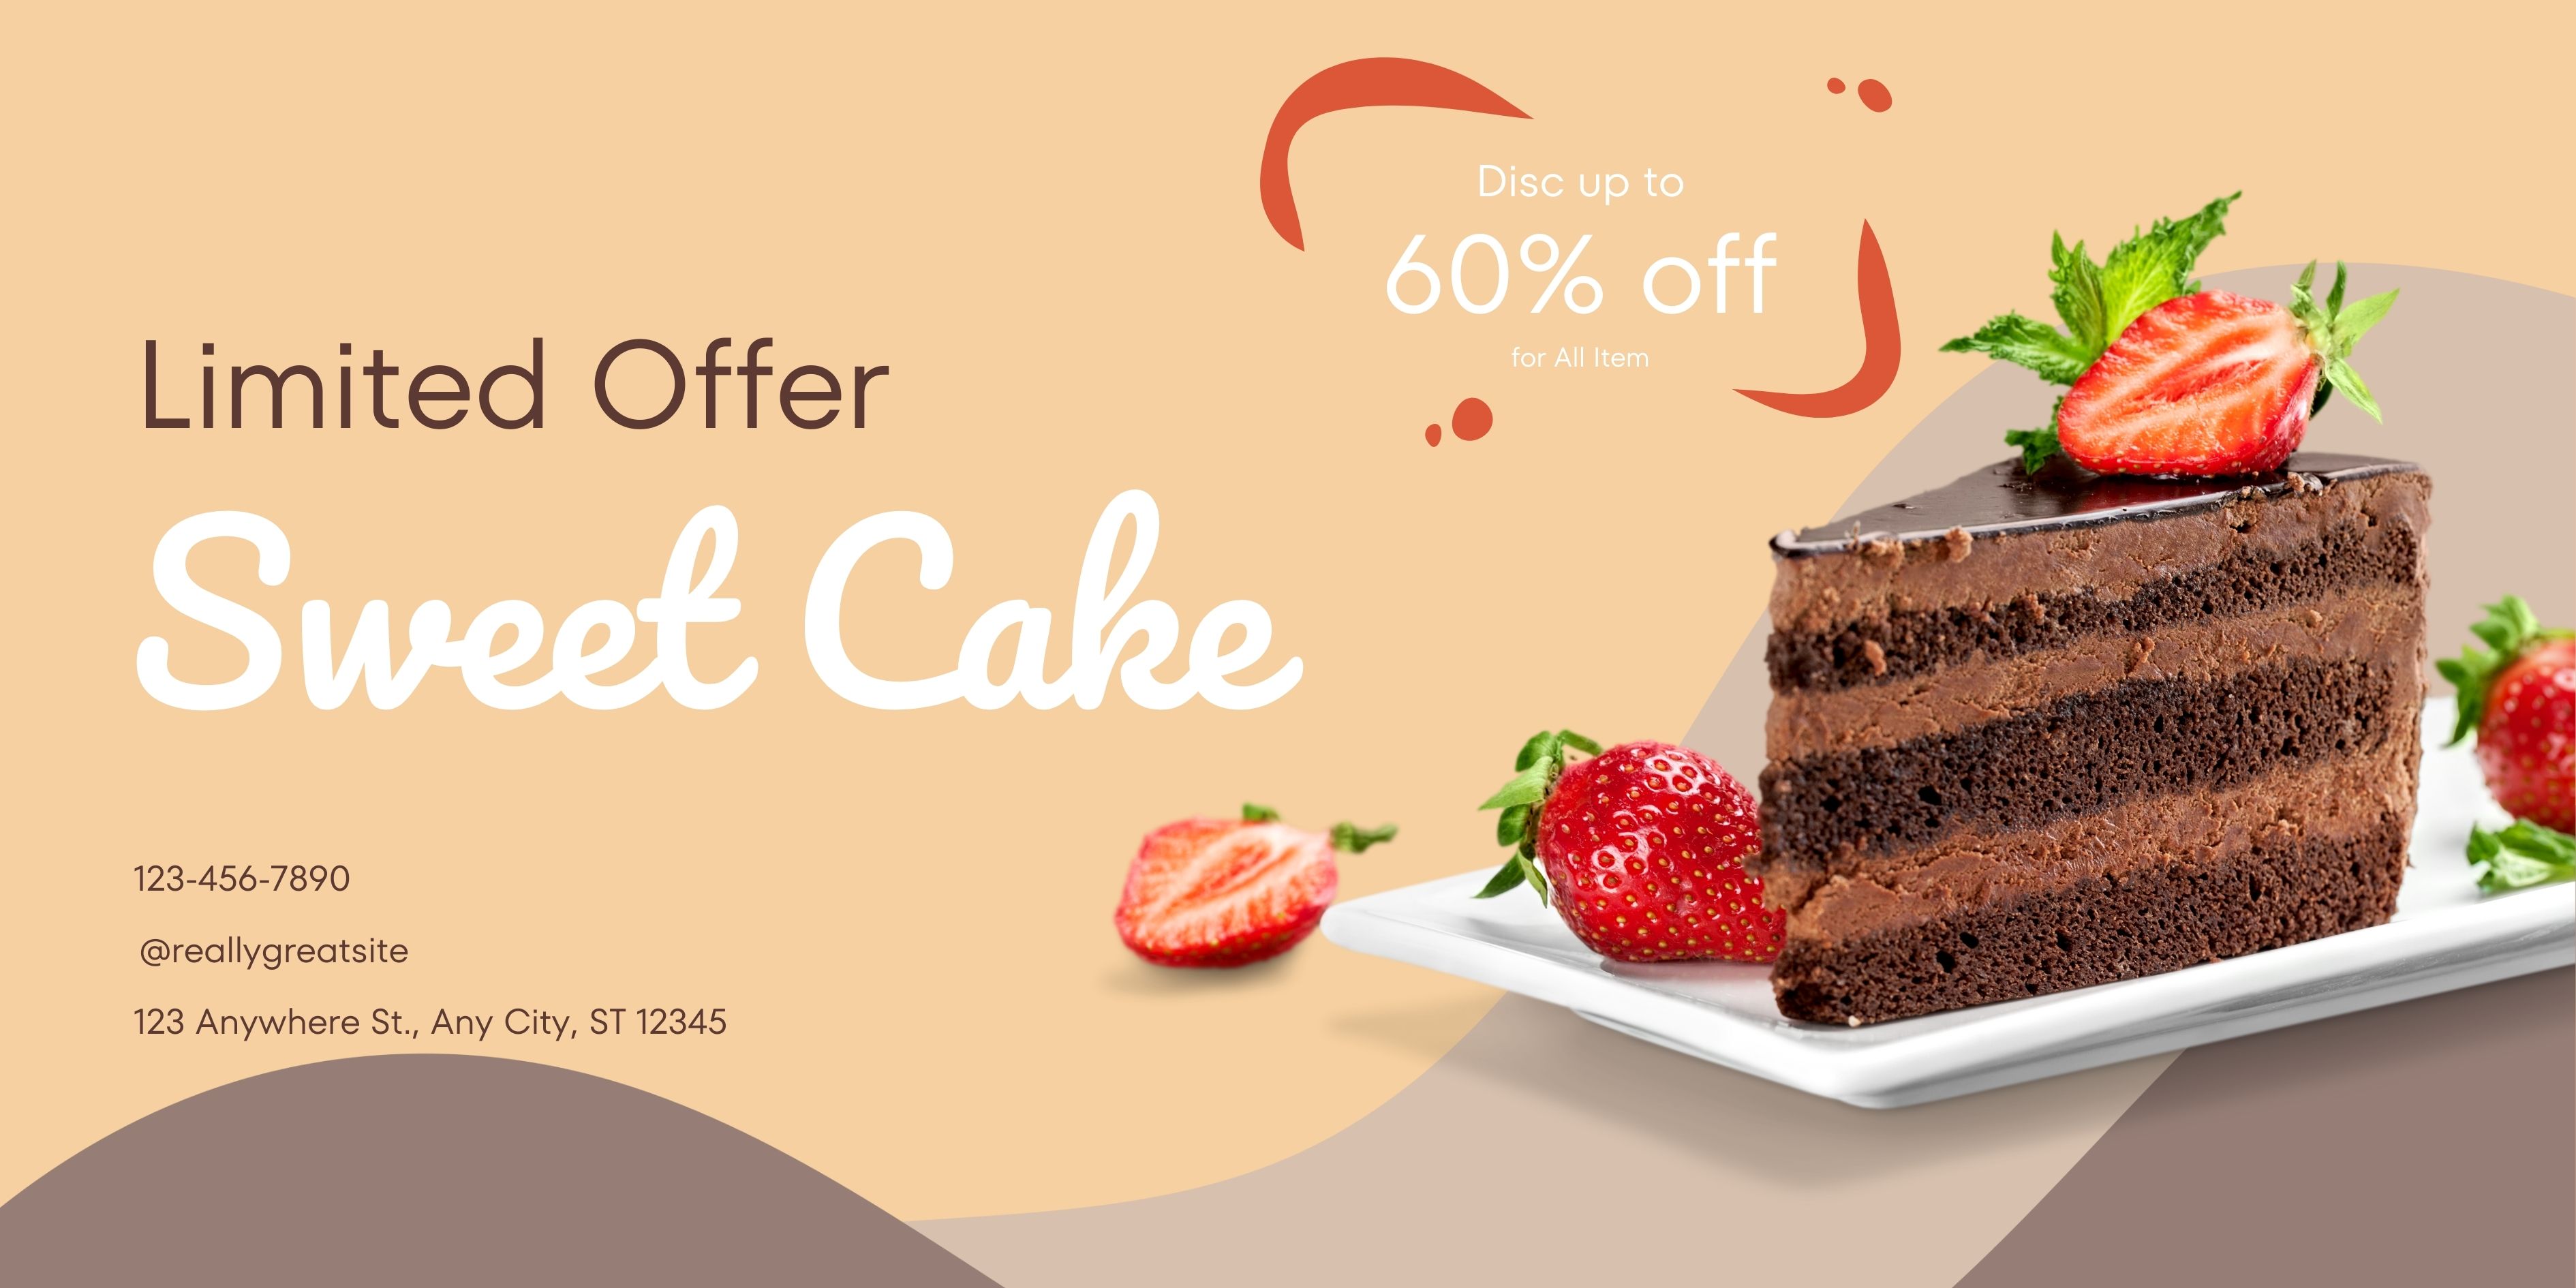 Disc up to
60% off
for All Item
Limited Offer
Sweet Cake
123-456-7890
@reallygreatsite
123 Anywhere St., Any City, ST 12345